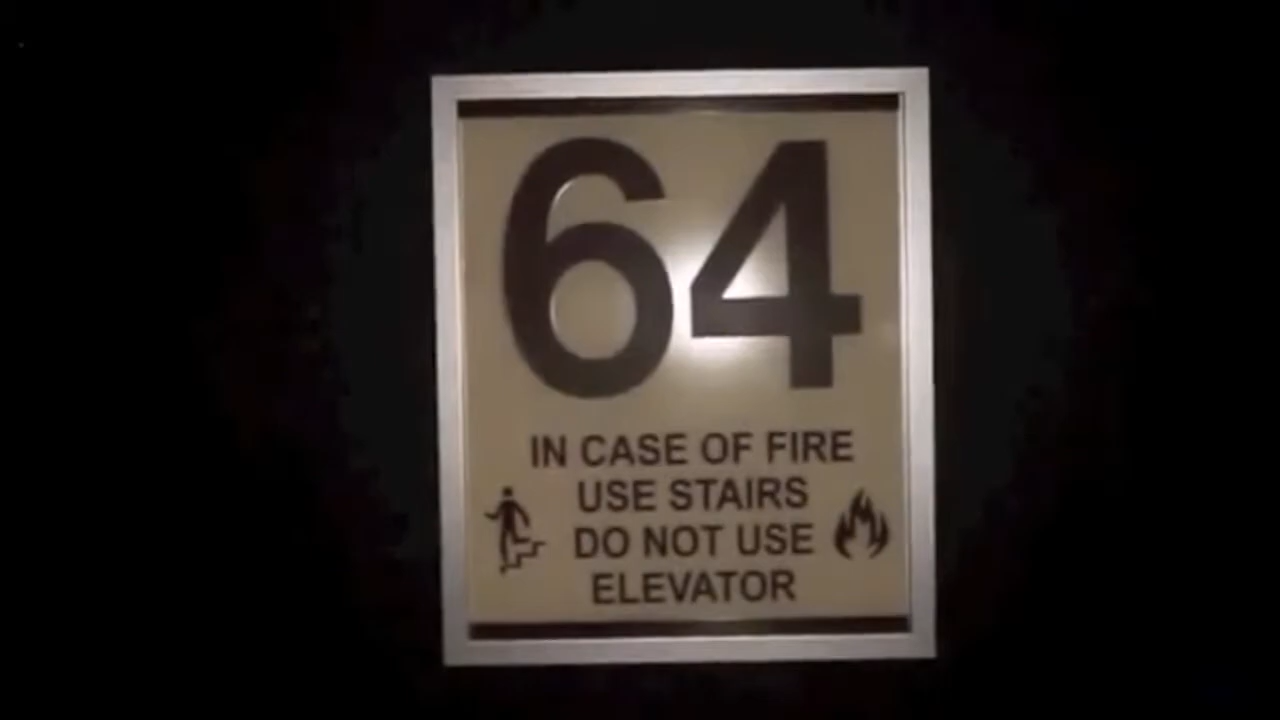 64
IN CASE OF FIRE
USE STAIRS
DO NOT USE
ELEVATOR